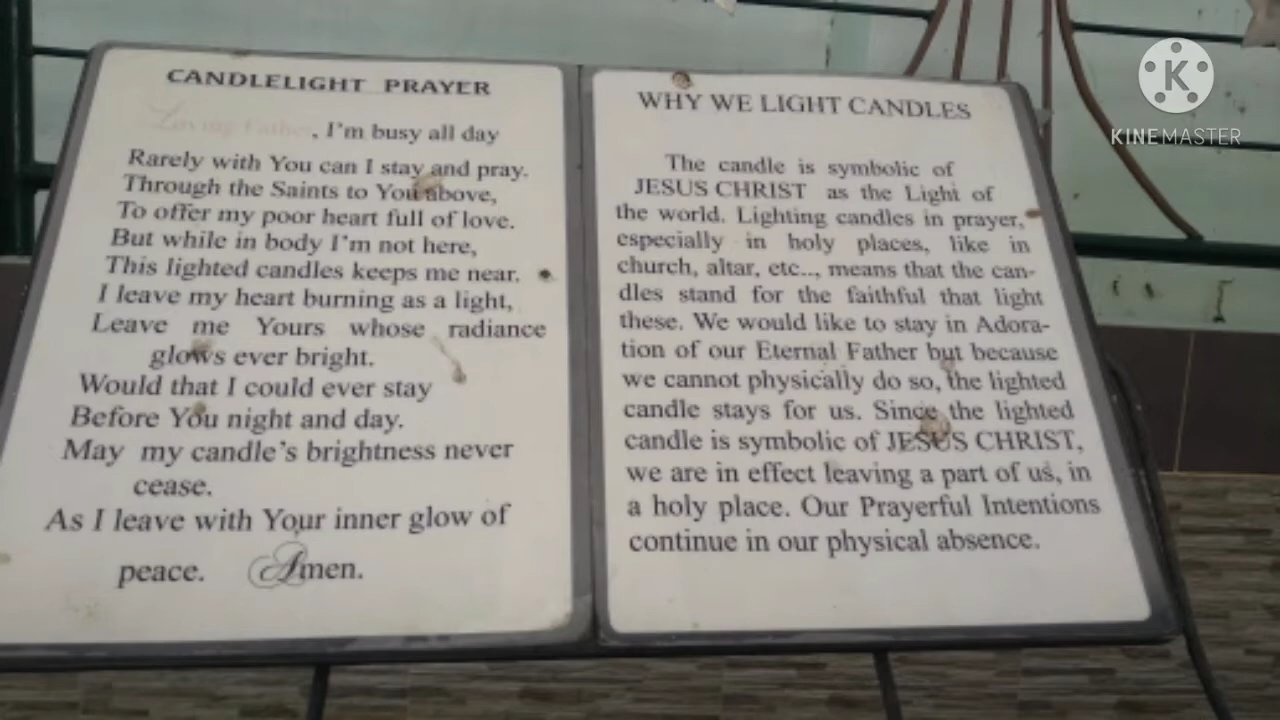 CANDLELIGHT PRAYER
Loving Father, I'm busy all day
Rarely with You can I stay and pray.
Through the Saints to You above,
To offer my poor heart full of love.
But while in body I'm not here,
This lighted candles keeps me near.
I leave my heart burning as a light,
Leave me Yours whose radiance
glows ever bright.
Would that I could ever stay
Before You night and day.
May my candle's brightness never
cease.
As I leave with Your inner glow of
peace. Amen.
WHY WE LIGHT CANDLES
The candle is symbolic of
JESUS CHRIST as the Light of
the world. Lighting candles in prayer,
especially in holy places, like in
church, altar, etc.., means that the can-
dles stand for the faithful that light
these. We would like to stay in Adora-
tion of our Eternal Father but because
we cannot physically do so, the lighted
candle stays for us. Since the lighted
candle is symbolic of JESUS CHRIST,
we are in effect leaving a part of us, in
a holy place. Our Prayerful Intentions
continue in our physical absence.
K
KINEMASTER